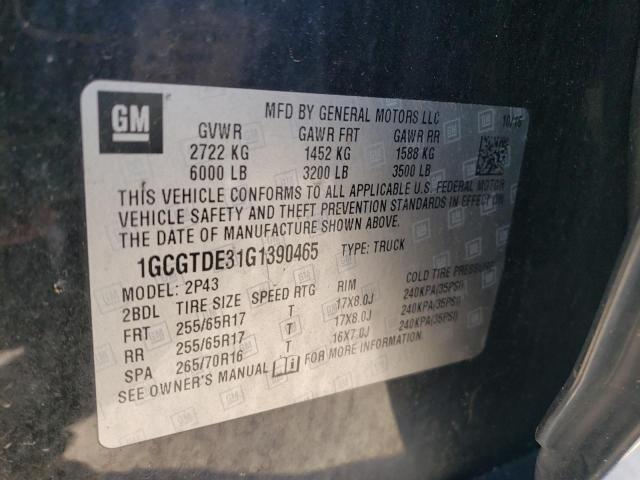 GM
MFD BY GENERAL MOTORS LLC
10/16
GVWR GAWR FRT GAWR RR
2722 KG 1452 KG 1588 KG
6000 LB 3200 LB 3500 LB
THIS VEHICLE CONFORMS TO ALL APPLICABLE U.S. FEDERAL MOTOR
VEHICLE SAFETY AND THEFT PREVENTION STANDARDS IN EFFECT ON
THE DATE OF MANUFACTURE SHOWN ABOVE.
1GCGTDE31G1390465 TYPE: TRUCK
MODEL: 2P43
2BDL TIRE SIZE SPEED RTG RIM COLD TIRE PRESSURE
FRT 255/65R17 T 17X8.0J 240KPA(35PSI)
RR 255/65R17 T 17X8.0J 240KPA(35PSI)
SPA 265/70R16 T 16X7.0J 240KPA(35PSI)
SEE OWNER'S MANUAL FOR MORE INFORMATION.